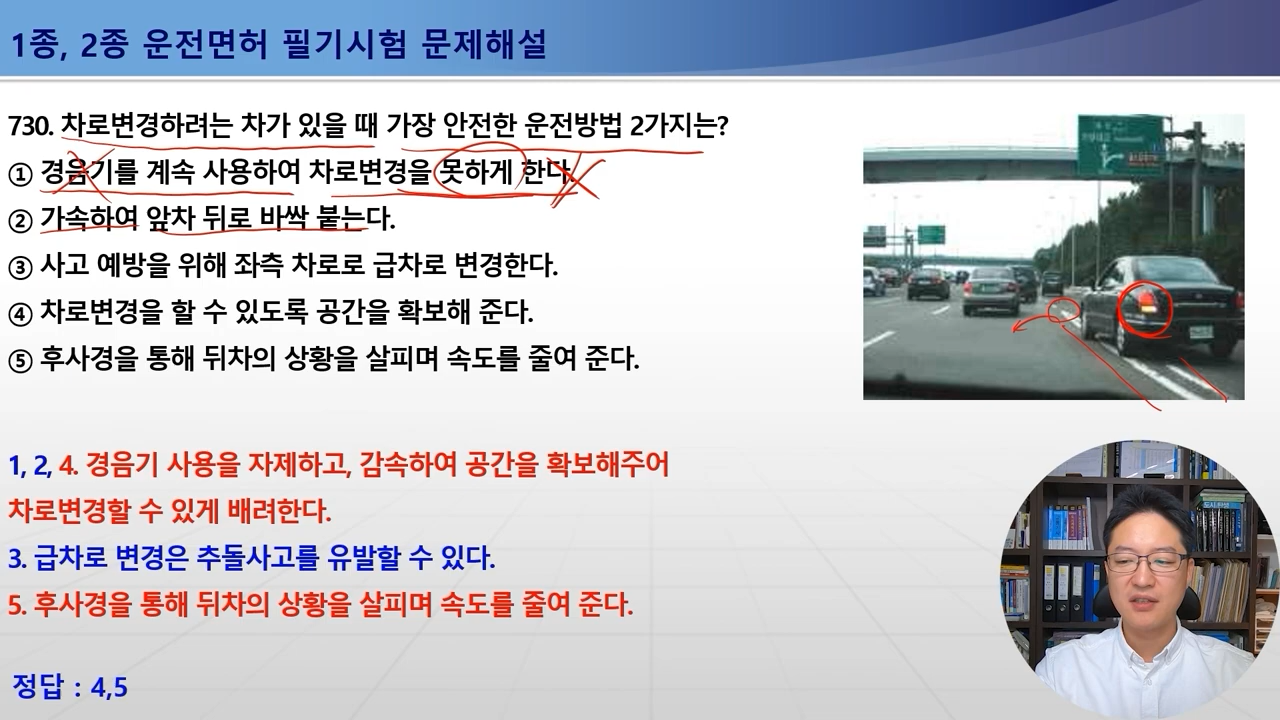 1종, 2종 운전면허 필기시험 문제해설
730. 차로변경하려는 차가 있을 때 가장 안전한 운전방법 2가지는?
① 경음기를 계속 사용하여 차로변경을 못하게 한다.
② 가속하여 앞차 뒤로 바싹 붙는다.
③ 사고 예방을 위해 좌측 차로로 급차로 변경한다.
④ 차로변경을 할 수 있도록 공간을 확보해 준다.
⑤ 후사경을 통해 뒤차의 상황을 살피며 속도를 줄여 준다.
1, 2, 4. 경음기 사용을 자제하고, 감속하여 공간을 확보해주어
차로변경할 수 있게 배려한다.
3. 급차로 변경은 추돌사고를 유발할 수 있다.
5. 후사경을 통해 뒤차의 상황을 살피며 속도를 줄여 준다.
정답 : 4,5